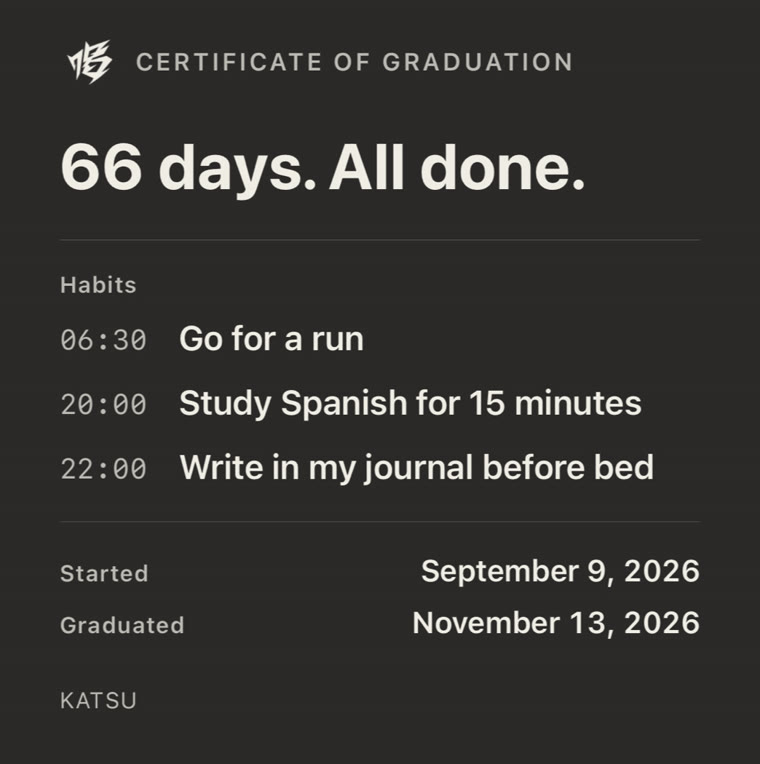 CERTIFICATE OF GRADUATION
66 days. All done.
Habits
06:30 Go for a run
20:00 Study Spanish for 15 minutes
22:00 Write in my journal before bed
Started September 9, 2026
Graduated November 13, 2026
KATSU